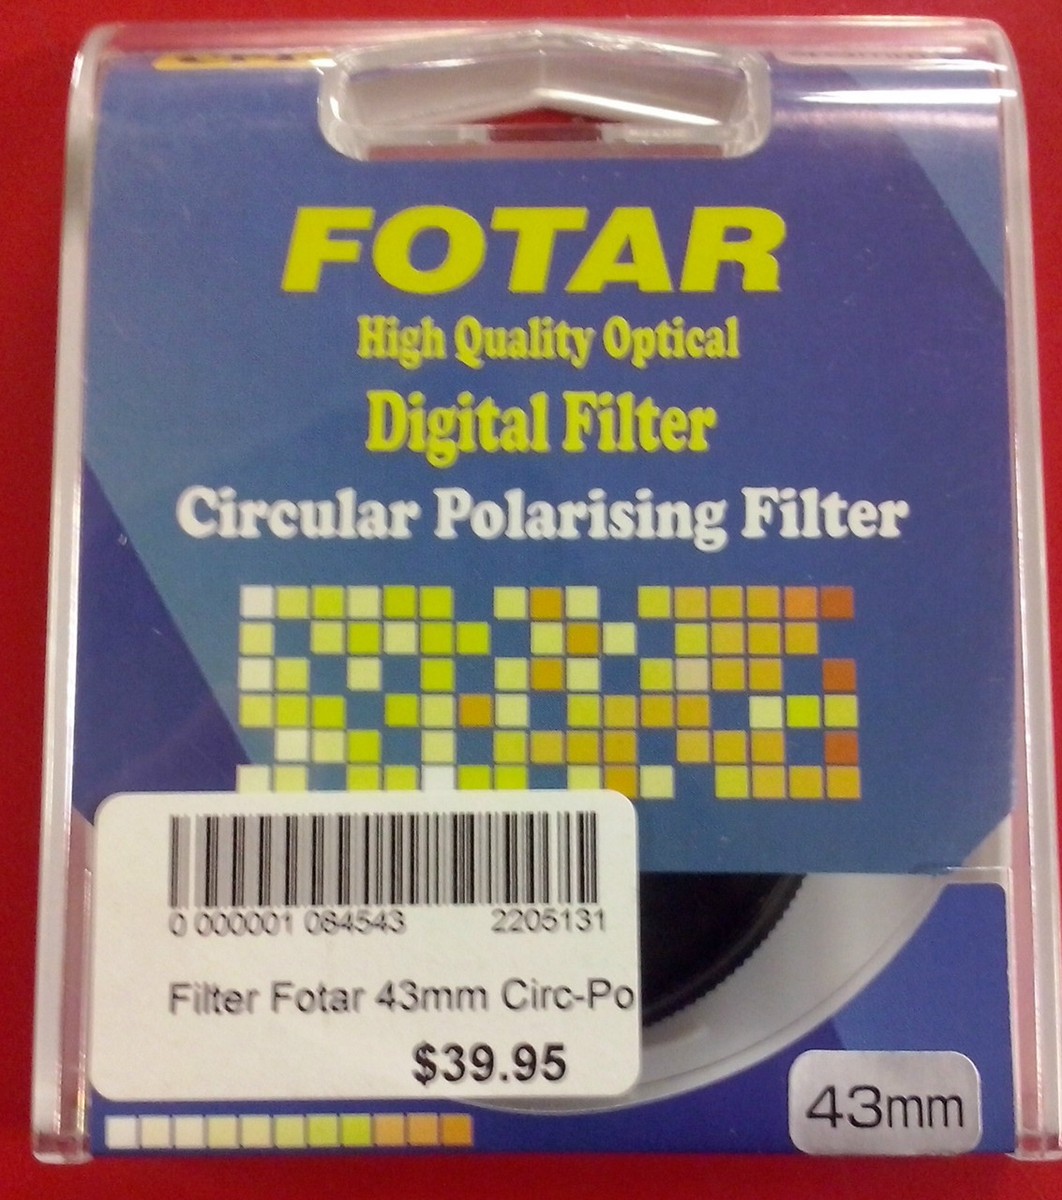 FOTAR
High Quality Optical
Digital Filter
Circular Polarising Filter
0 000001 084543 2205131
Filter Fotar 43mm Circ-Po
$39.95
43mm